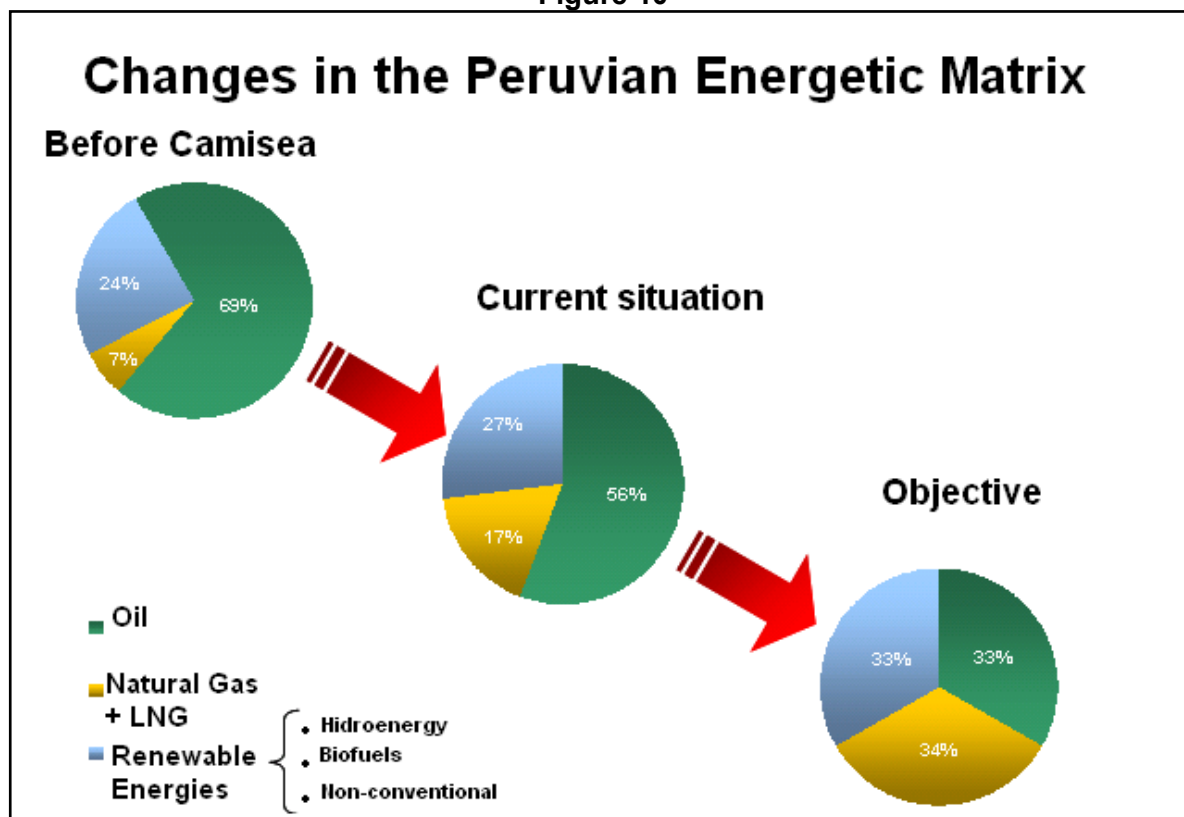 Changes in the Peruvian Energetic Matrix
Before Camisea
24%
69%
7%
Current situation
27%
56%
17%
Objective
33%
33%
34%
Oil
Natural Gas
+ LNG
Renewable
Energies
• Hidroenergy
• Biofuels
• Non-conventional